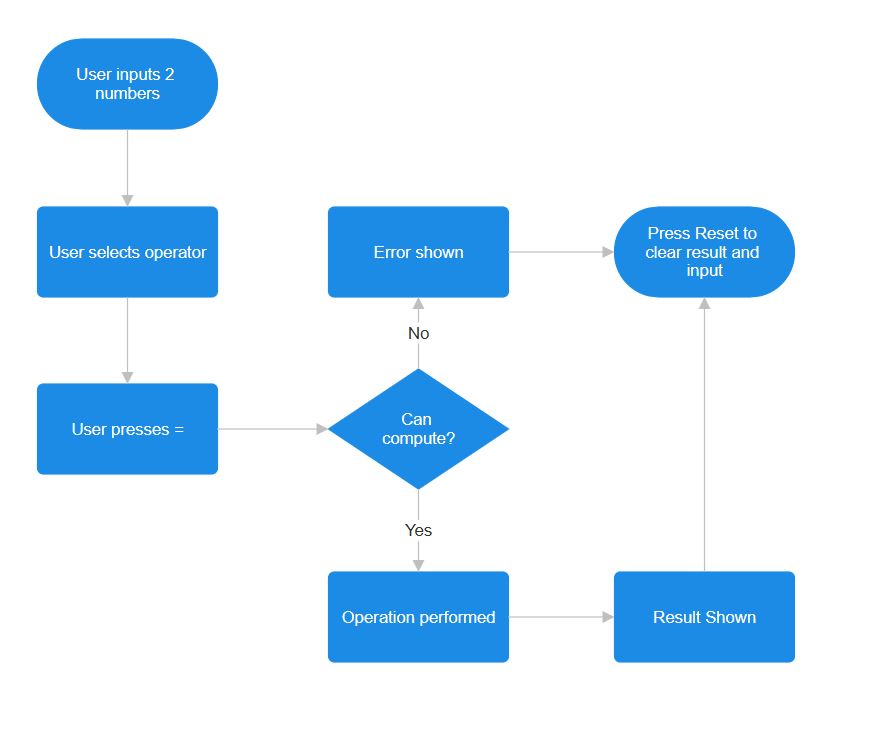 User inputs 2
numbers
User selects operator
User presses =
Can
compute?
No
Error shown
Yes
Operation performed
Result Shown
Press Reset to
clear result and
input